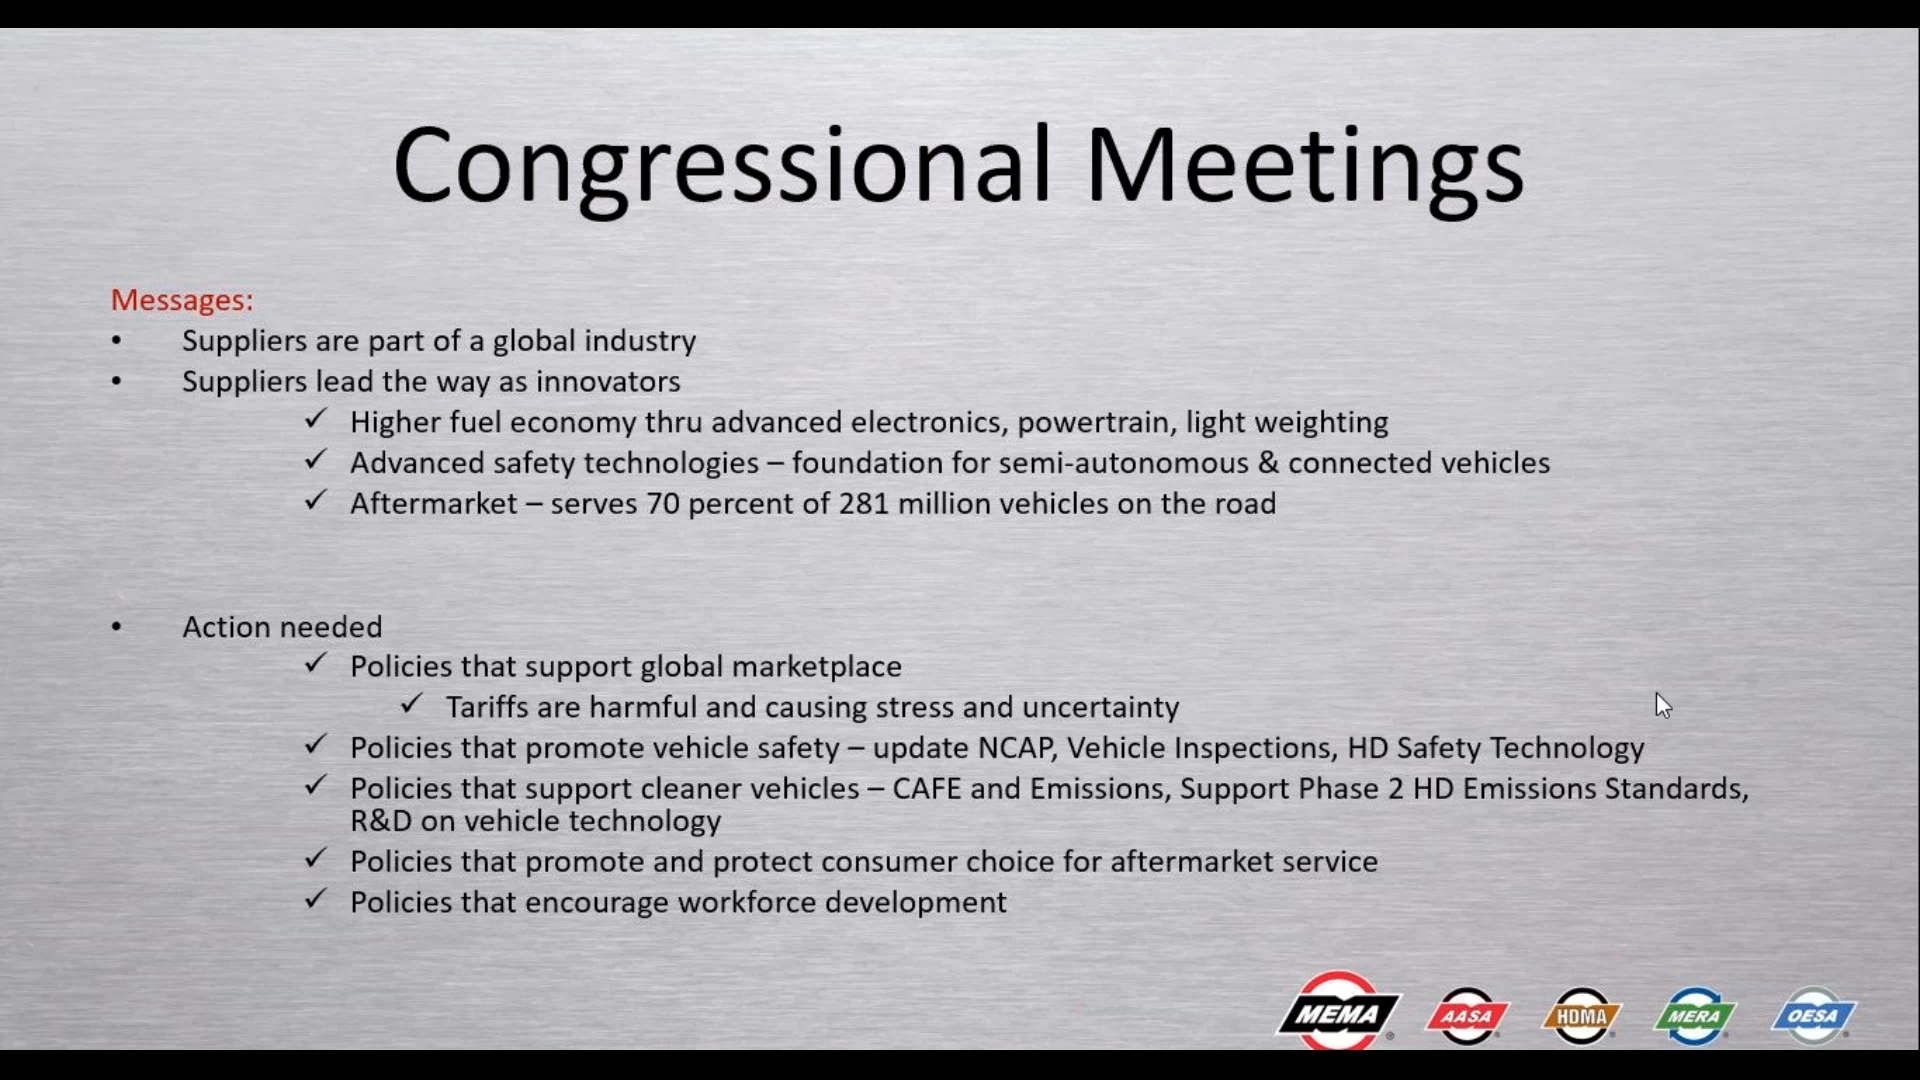 Congressional Meetings
Messages:
• Suppliers are part of a global industry
• Suppliers lead the way as innovators
✓ Higher fuel economy thru advanced electronics, powertrain, light weighting
✓ Advanced safety technologies – foundation for semi-autonomous & connected vehicles
✓ Aftermarket – serves 70 percent of 281 million vehicles on the road
• Action needed
✓ Policies that support global marketplace
✓ Tariffs are harmful and causing stress and uncertainty
✓ Policies that promote vehicle safety – update NCAP, Vehicle Inspections, HD Safety Technology
✓ Policies that support cleaner vehicles – CAFE and Emissions, Support Phase 2 HD Emissions Standards,
R&D on vehicle technology
✓ Policies that promote and protect consumer choice for aftermarket service
✓ Policies that encourage workforce development
MEMA® AASA® HDMA® MERA® OESA®